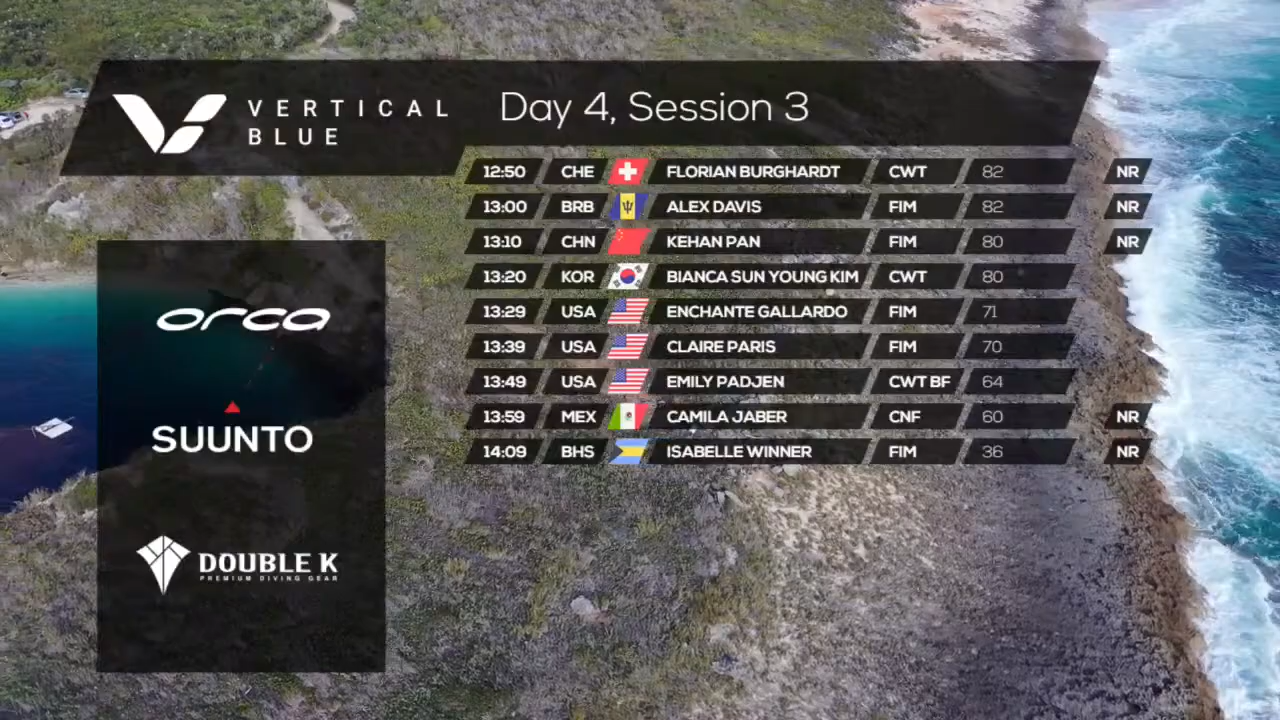 VERTICAL
BLUE
Day 4, Session 3
12:50 CHE FLORIAN BURGHARDT CWT 82 NR
13:00 BRB ALEX DAVIS FIM 82 NR
13:10 CHN KEHAN PAN FIM 80 NR
13:20 KOR BIANCA SUN YOUNG KIM CWT 80
13:29 USA ENCHANTE GALLARDO FIM 71
13:39 USA CLAIRE PARIS FIM 70
13:49 USA EMILY PADJEN CWT BF 64
13:59 MEX CAMILA JABER CNF 60 NR
14:09 BHS ISABELLE WINNER FIM 36 NR
orca
SUUNTO
DOUBLE K
PREMIUM DIVING GEAR